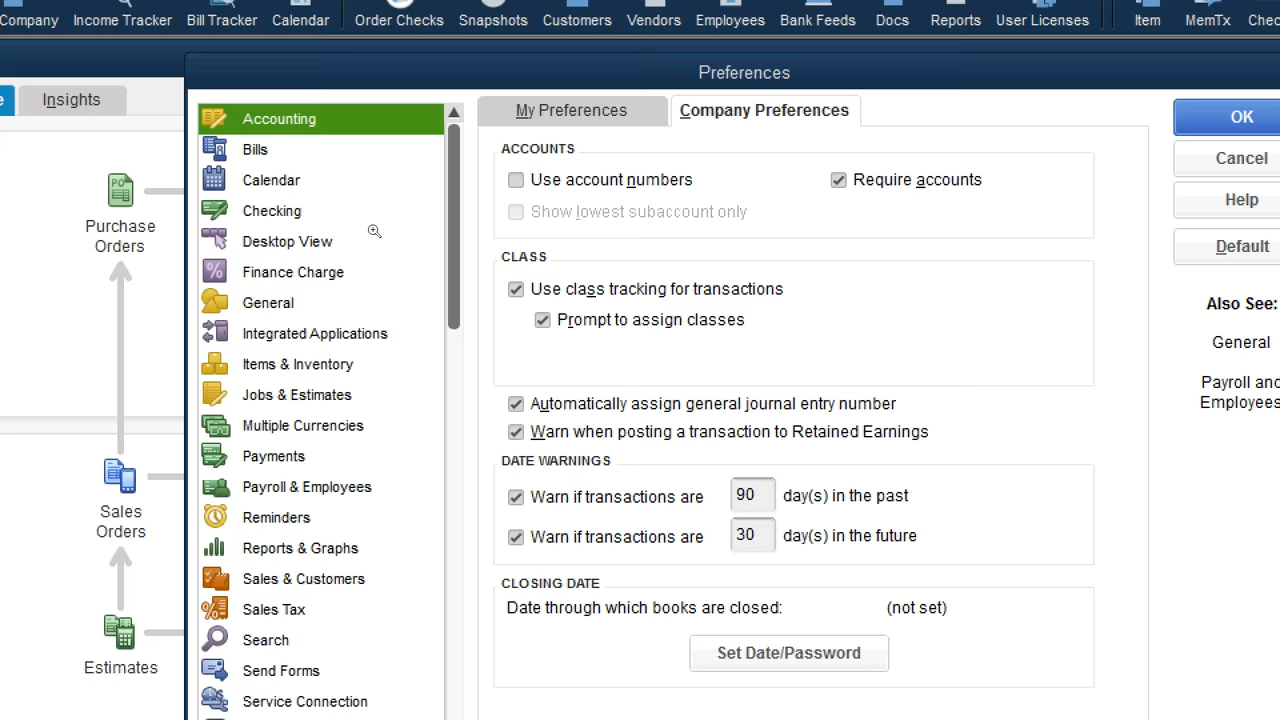 Company Income Tracker Bill Tracker Calendar Order Checks Snapshots Customers Vendors Employees Bank Feeds Docs Reports User Licenses Item MemTx
Preferences
Insights
Purchase
Orders
Sales
Orders
Estimates
Accounting
Bills
Calendar
Checking
Desktop View
Finance Charge
General
Integrated Applications
Items & Inventory
Jobs & Estimates
Multiple Currencies
Payments
Payroll & Employees
Reminders
Reports & Graphs
Sales & Customers
Sales Tax
Search
Send Forms
Service Connection
My Preferences Company Preferences
ACCOUNTS
Use account numbers Require accounts
Show lowest subaccount only
CLASS
Use class tracking for transactions
Prompt to assign classes
Automatically assign general journal entry number
Warn when posting a transaction to Retained Earnings
DATE WARNINGS
Warn if transactions are 90 day(s) in the past
Warn if transactions are 30 day(s) in the future
CLOSING DATE
Date through which books are closed: (not set)
Set Date/Password
OK
Cancel
Help
Default
Also See:
General
Payroll and
Employees